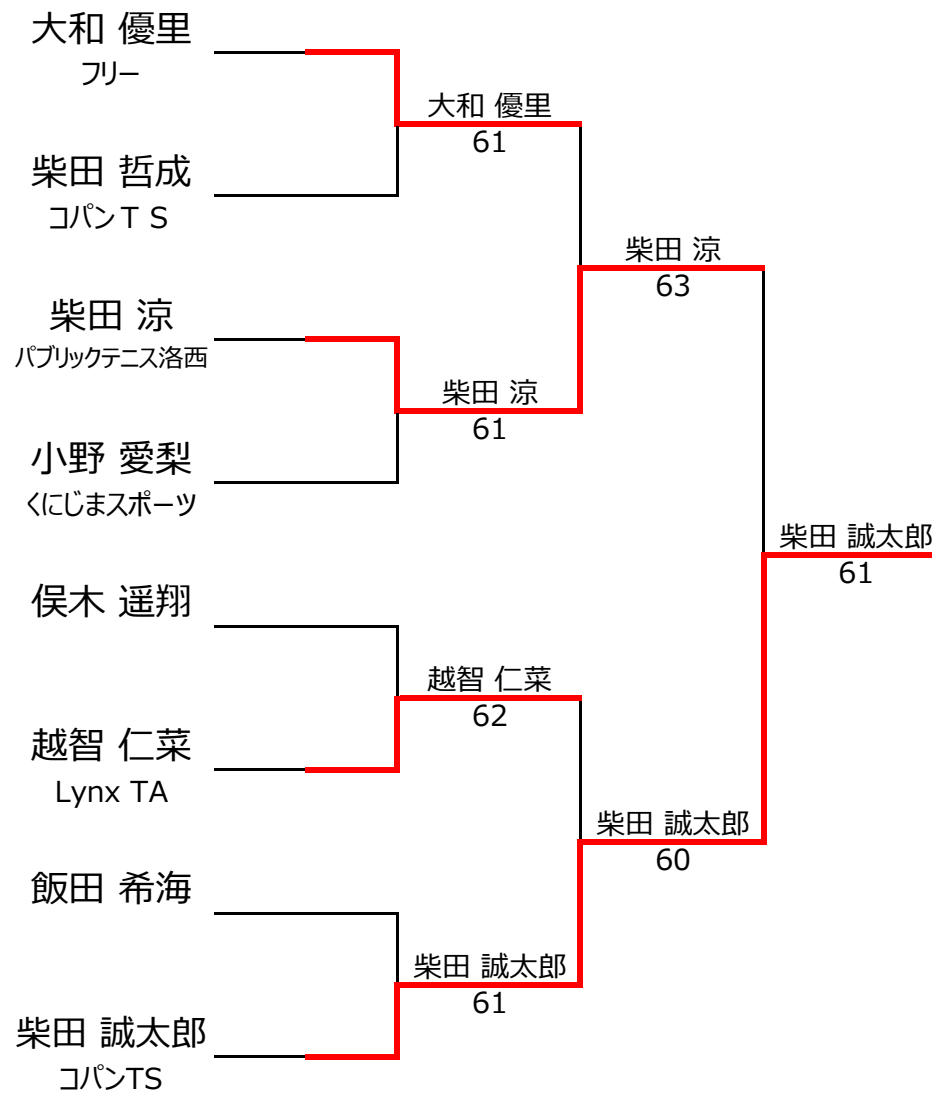 大和 優里
フリー
柴田 哲成
コパンＴＳ
柴田 涼
パブリックテニス洛西
小野 愛梨
くにじまスポーツ
俣木 遥翔
越智 仁菜
Lynx TA
飯田 希海
柴田 誠太郎
コパンTS
大和 優里
61
柴田 涼
61
越智 仁菜
62
柴田 誠太郎
61
柴田 涼
63
柴田 誠太郎
60
柴田 誠太郎
61